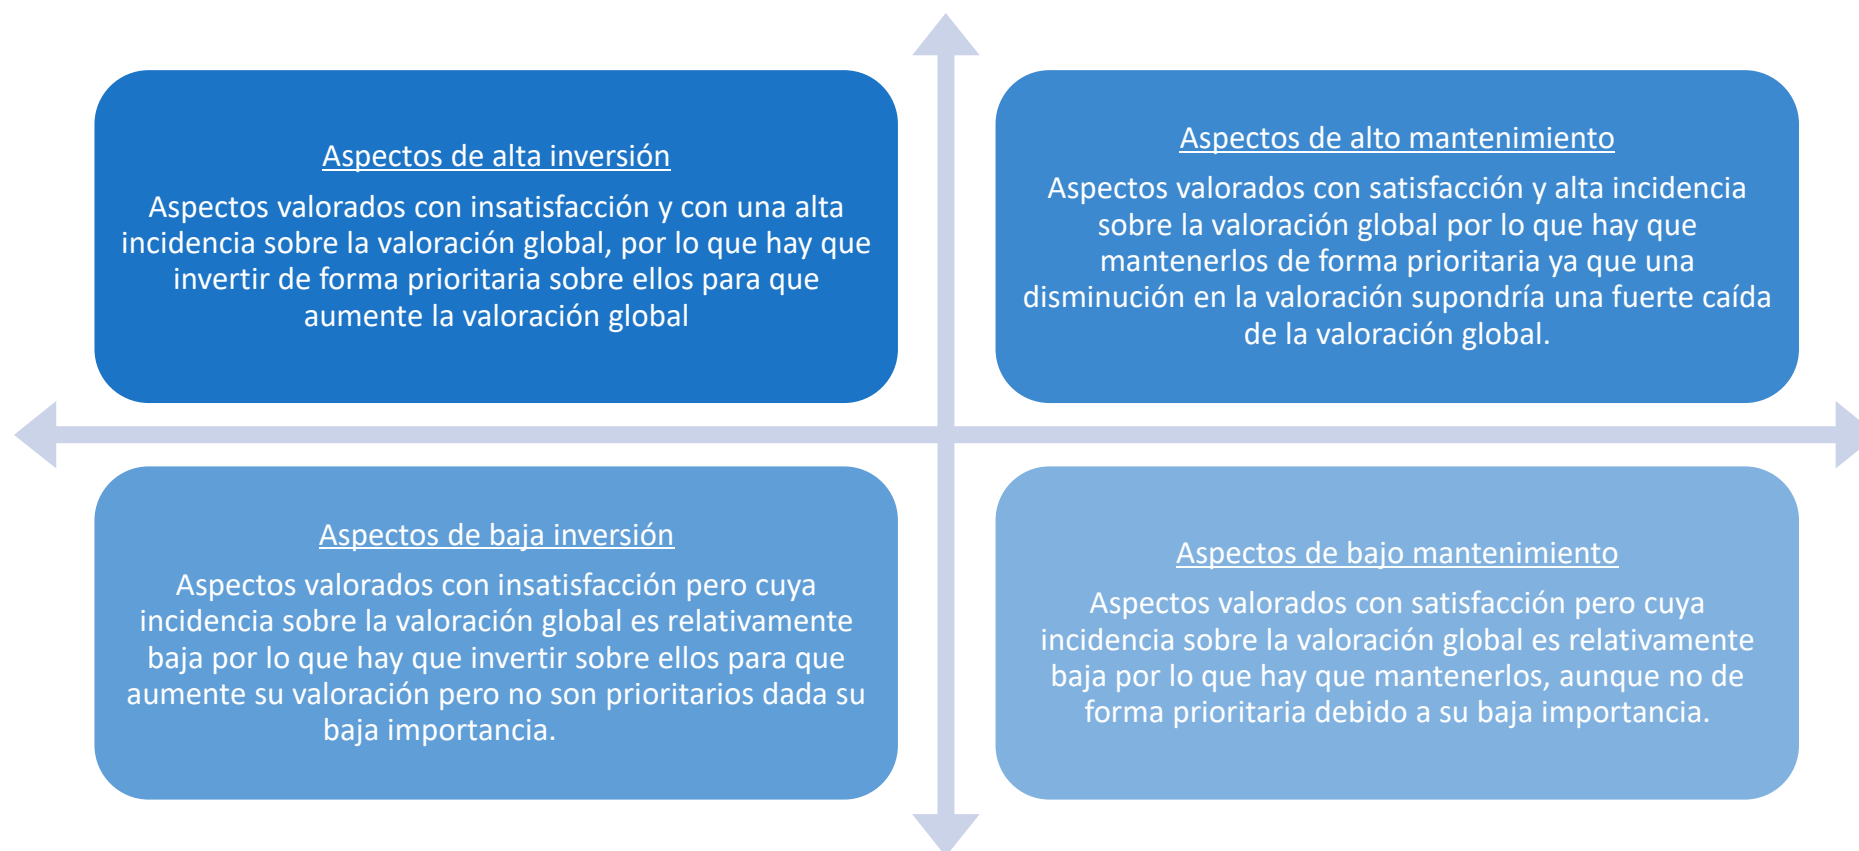 Aspectos de alta inversión
Aspectos valorados con insatisfacción y con una alta
incidencia sobre la valoración global, por lo que hay que
invertir de forma prioritaria sobre ellos para que
aumente la valoración global
Aspectos de alto mantenimiento
Aspectos valorados con satisfacción y alta incidencia
sobre la valoración global por lo que hay que
mantenerlos de forma prioritaria ya que una
disminución en la valoración supondría una fuerte caída
de la valoración global.
Aspectos de baja inversión
Aspectos valorados con insatisfacción pero cuya
incidencia sobre la valoración global es relativamente
baja por lo que hay que invertir sobre ellos para que
aumente su valoración pero no son prioritarios dada su
baja importancia.
Aspectos de bajo mantenimiento
Aspectos valorados con satisfacción pero cuya
incidencia sobre la valoración global es relativamente
baja por lo que hay que mantenerlos, aunque no de
forma prioritaria debido a su baja importancia.